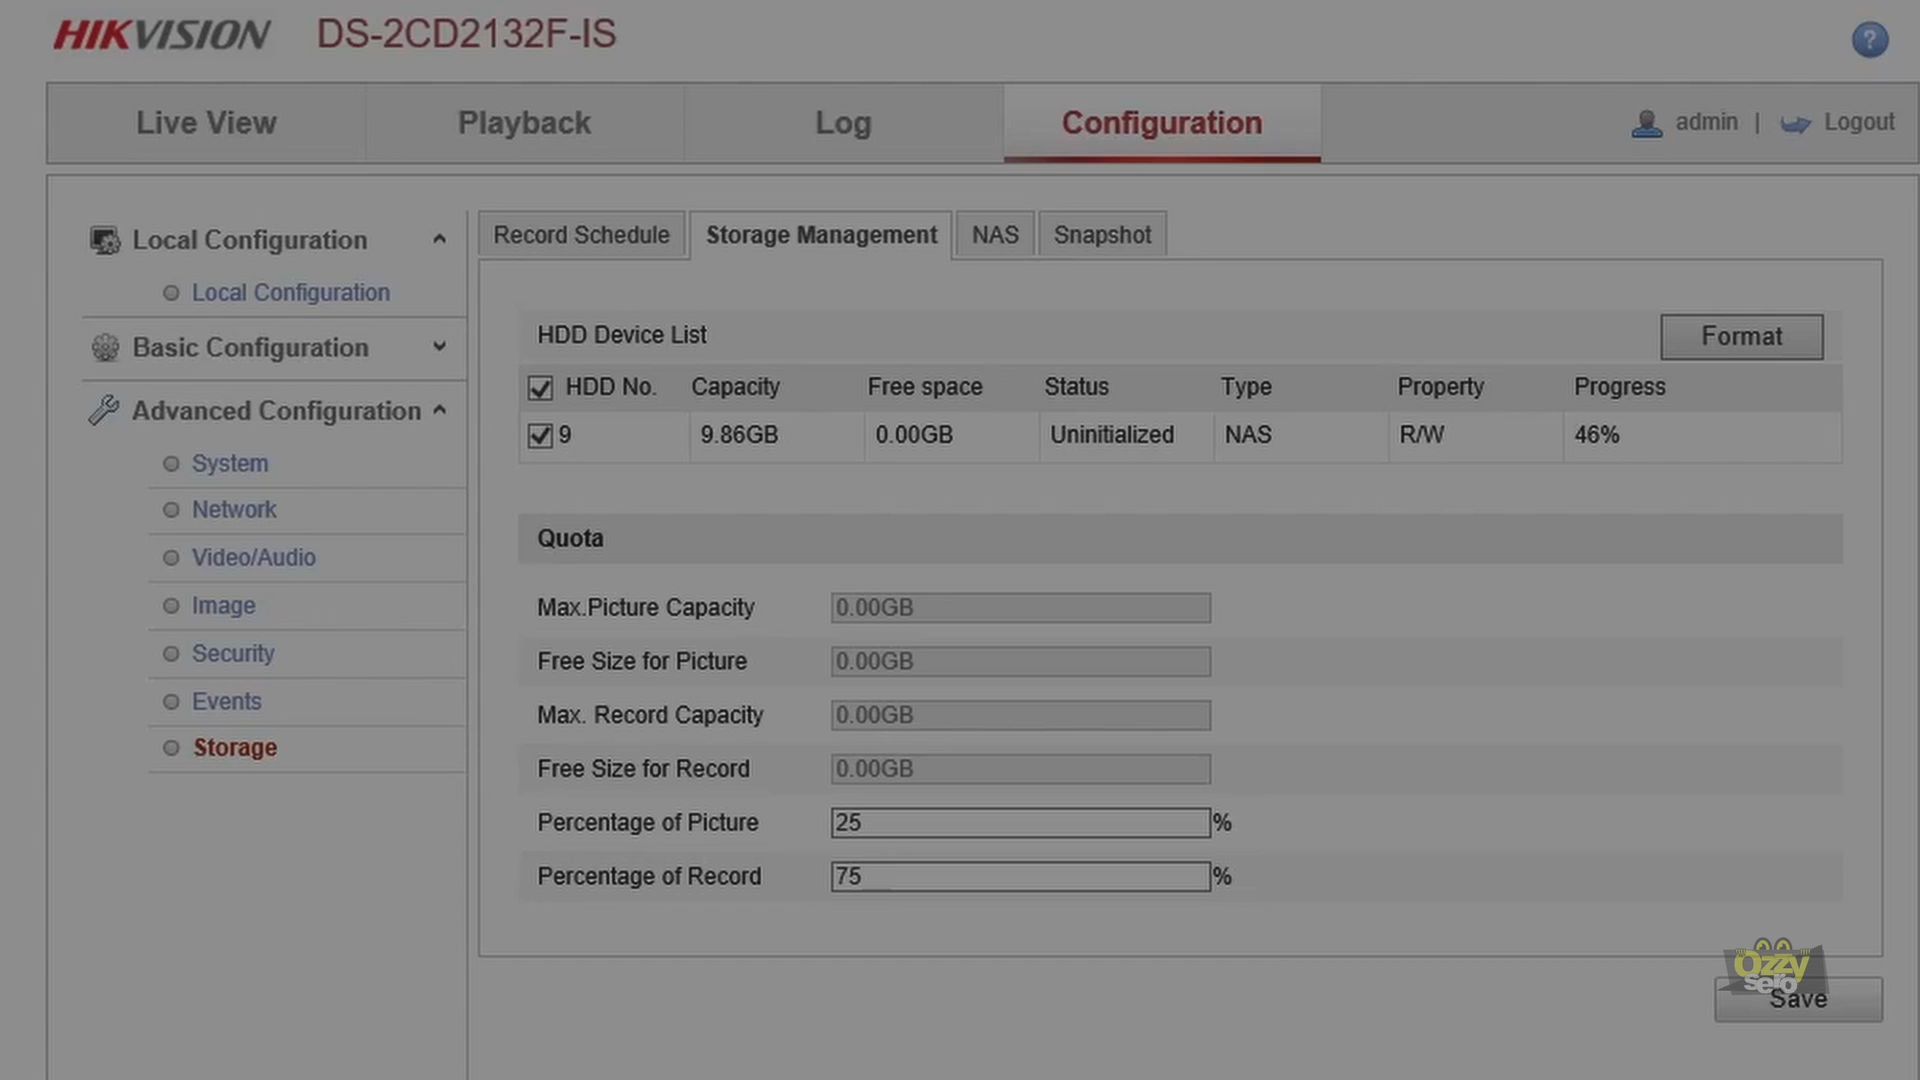 HIKVISION DS-2CD2132F-IS ?
Live View Playback Log Configuration admin | Logout
Local Configuration
Local Configuration
Basic Configuration
Advanced Configuration
System
Network
Video/Audio
Image
Security
Events
Storage
Record Schedule Storage Management NAS Snapshot
HDD Device List Format
HDD No. Capacity Free space Status Type Property Progress
9 9.86GB 0.00GB Uninitialized NAS R/W 46%
Quota
Max.Picture Capacity 0.00GB
Free Size for Picture 0.00GB
Max. Record Capacity 0.00GB
Free Size for Record 0.00GB
Percentage of Picture 25 %
Percentage of Record 75 %
Ozzy
sero
Save